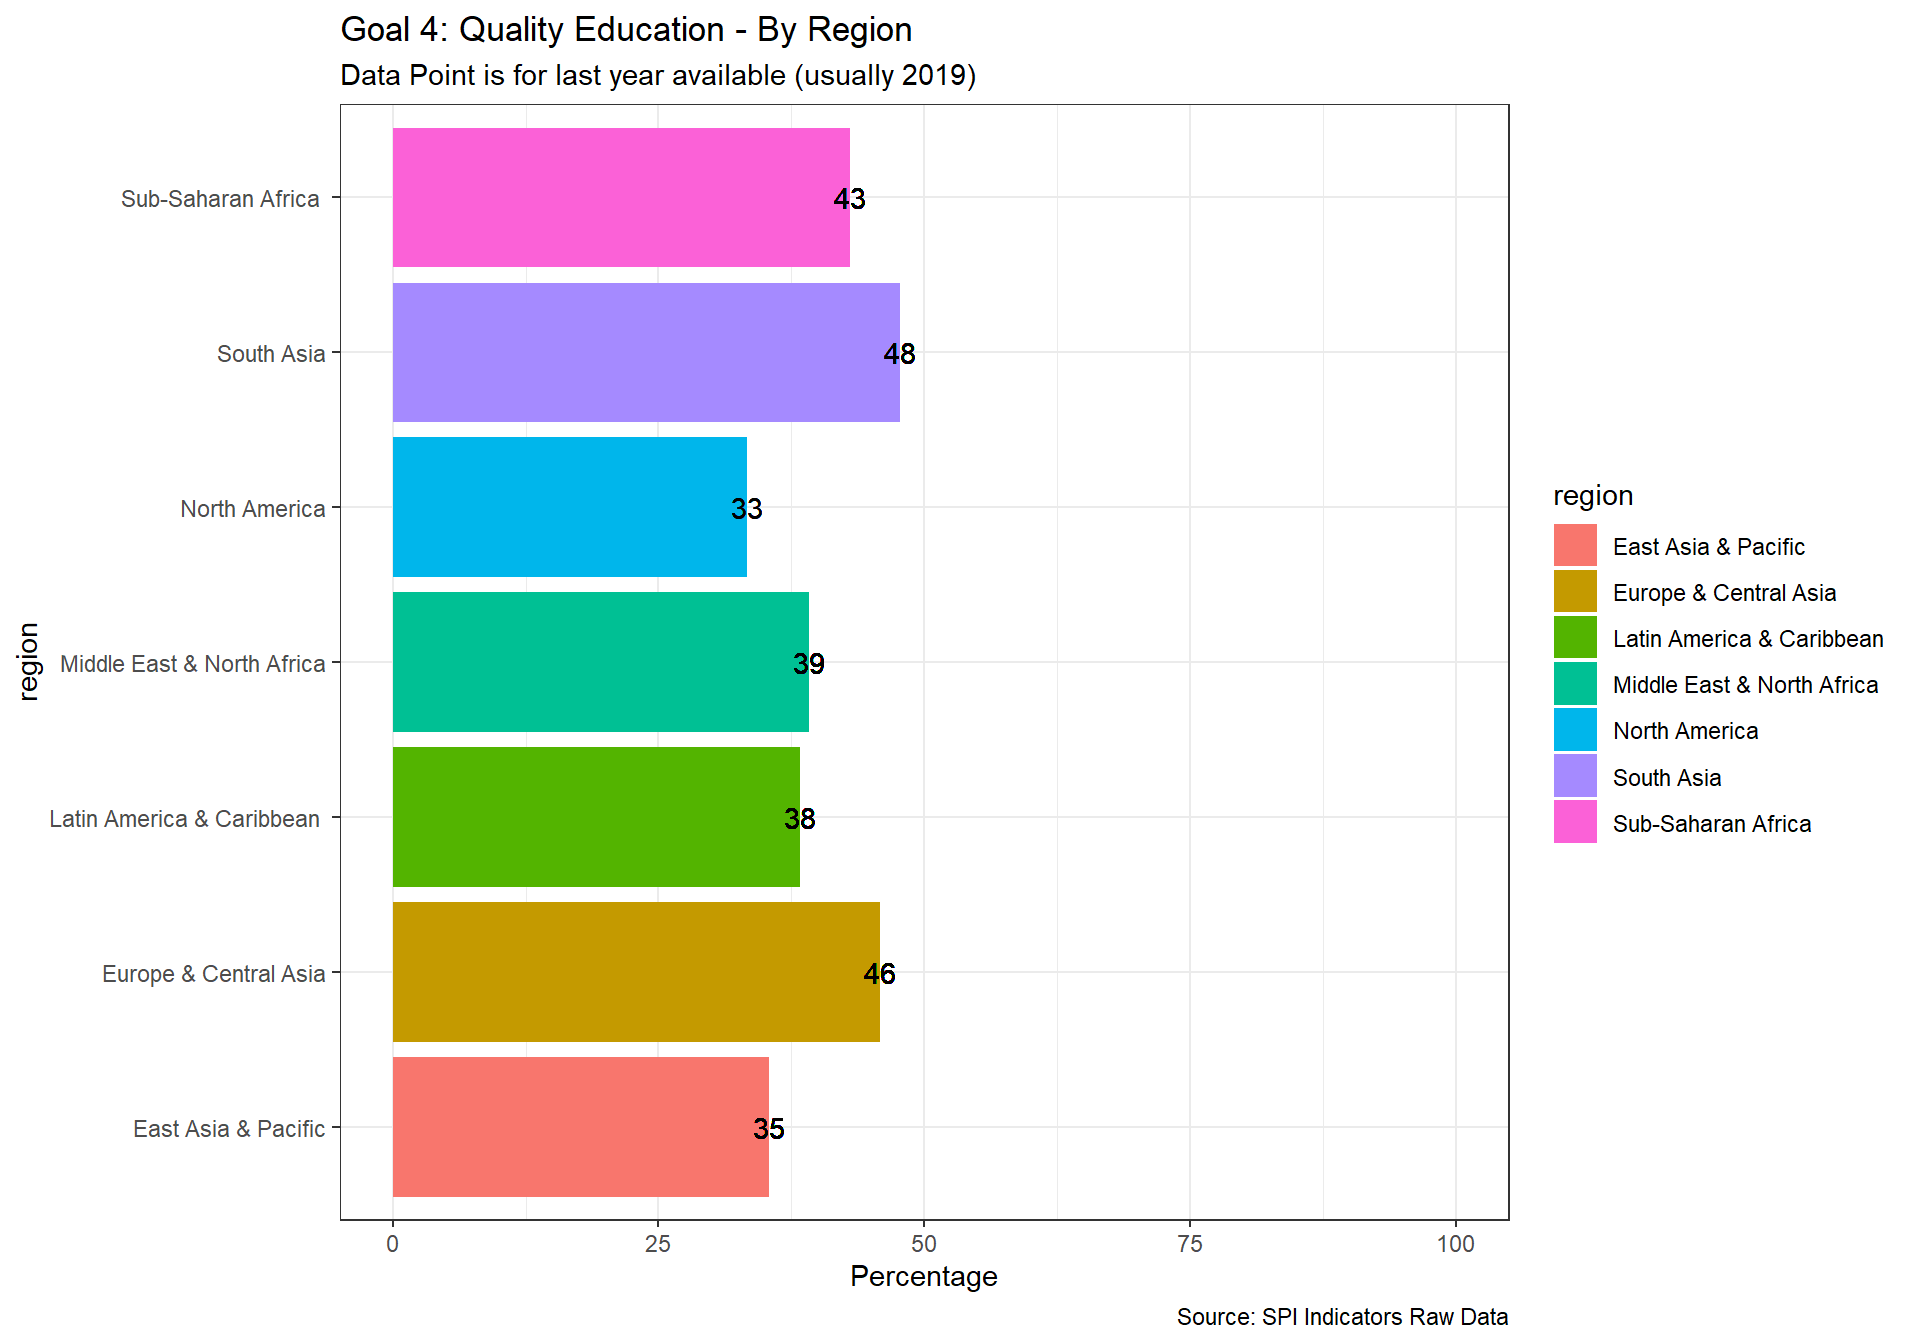 Goal 4: Quality Education - By Region
Data Point is for last year available (usually 2019)
region
Sub-Saharan Africa
43
South Asia
48
North America
33
Middle East & North Africa
39
Latin America & Caribbean
38
Europe & Central Asia
46
East Asia & Pacific
35
0 25 50 75 100
Percentage
region
East Asia & Pacific
Europe & Central Asia
Latin America & Caribbean
Middle East & North Africa
North America
South Asia
Sub-Saharan Africa
Source: SPI Indicators Raw Data